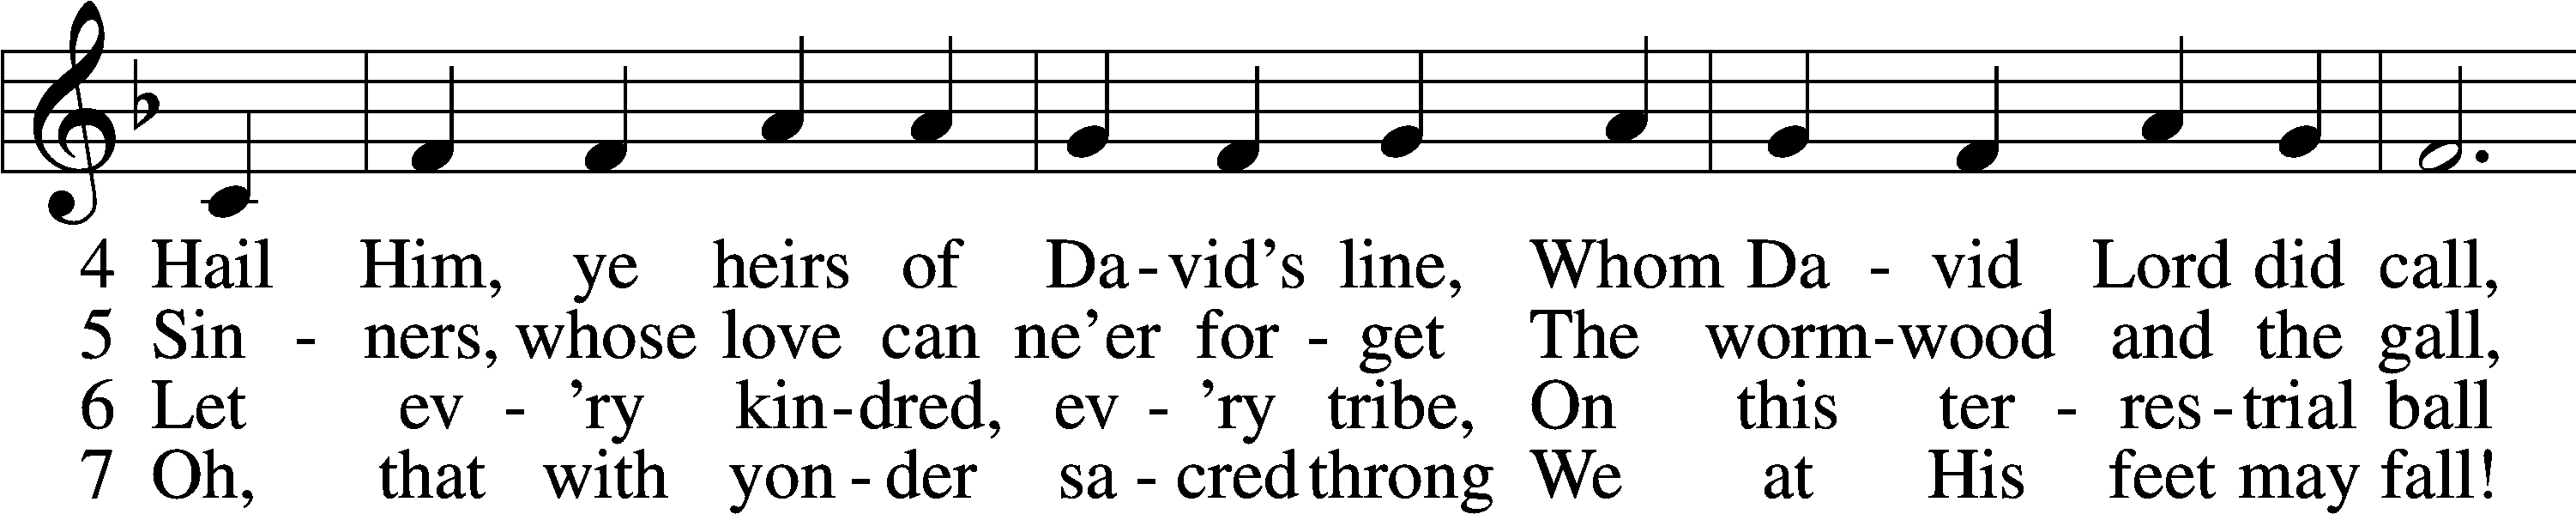 4 Hail Him, ye heirs of Da - vid's line, Whom Da - vid Lord did call,
5 Sin - ners, whose love can ne'er for - get The worm - wood and the gall,
6 Let ev - 'ry kin - dred, ev - 'ry tribe, On this ter - res - trial ball
7 Oh, that with yon - der sa - cred throng We at His feet may fall!